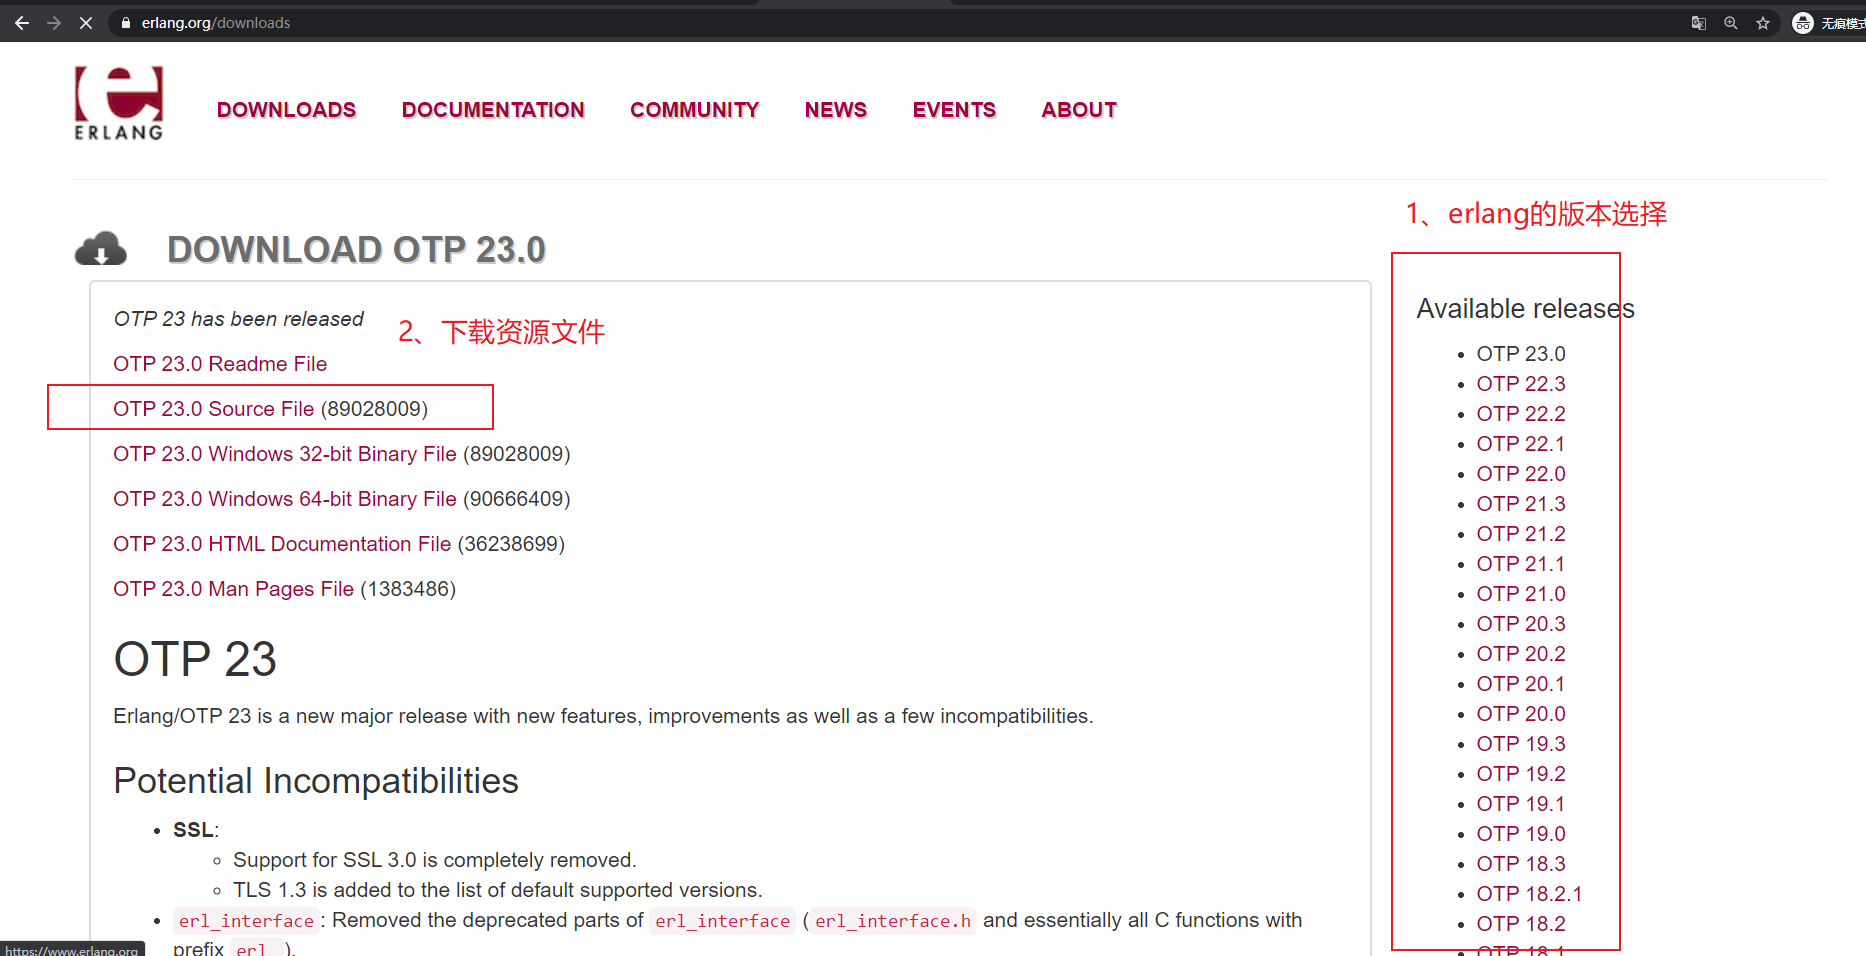 erlang.org/downloads
无痕模式
ERLANG
DOWNLOADS DOCUMENTATION COMMUNITY NEWS EVENTS ABOUT
1、erlang的版本选择
DOWNLOAD OTP 23.0
OTP 23 has been released
2、下载资源文件
OTP 23.0 Readme File
OTP 23.0 Source File (89028009)
OTP 23.0 Windows 32-bit Binary File (89028009)
OTP 23.0 Windows 64-bit Binary File (90666409)
OTP 23.0 HTML Documentation File (36238699)
OTP 23.0 Man Pages File (1383486)
OTP 23
Erlang/OTP 23 is a new major release with new features, improvements as well as a few incompatibilities.
Potential Incompatibilities
SSL:
Support for SSL 3.0 is completely removed.
TLS 1.3 is added to the list of default supported versions.
erl_interface: Removed the deprecated parts of erl_interface (erl_interface.h and essentially all C functions with
prefix erl_).
Available releases
OTP 23.0
OTP 22.3
OTP 22.2
OTP 22.1
OTP 22.0
OTP 21.3
OTP 21.2
OTP 21.1
OTP 21.0
OTP 20.3
OTP 20.2
OTP 20.1
OTP 20.0
OTP 19.3
OTP 19.2
OTP 19.1
OTP 19.0
OTP 18.3
OTP 18.2.1
OTP 18.2
OTP 18.1
https://www.erlang.org